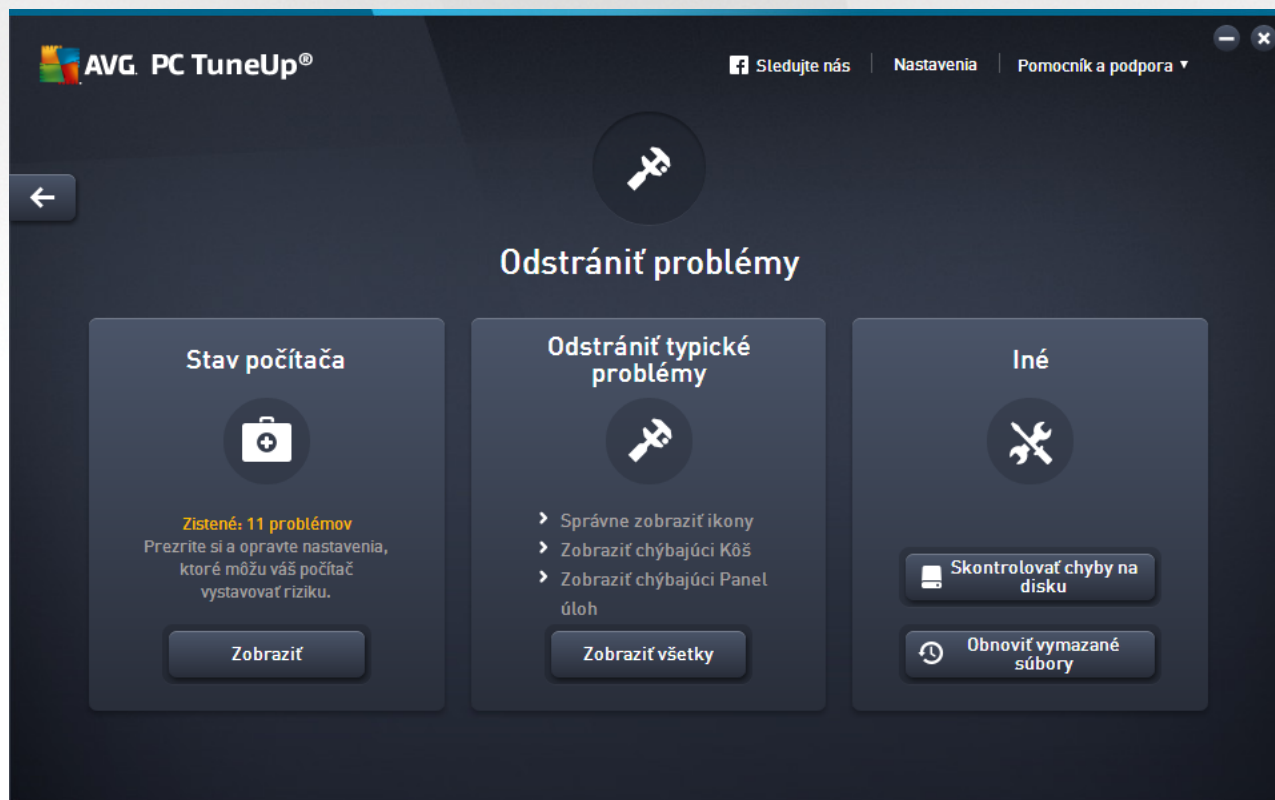 AVG. PC TuneUp®
Sledujte nás
Nastavenia
Pomocník a podpora
Odstrániť problémy
Stav počítača
Zistené: 11 problémov
Prezrite si a opravte nastavenia,
ktoré môžu váš počítač
vystavovať riziku.
Zobraziť
Odstrániť typické
problémy
Správne zobraziť ikony
Zobraziť chýbajúci Kôš
Zobraziť chýbajúci Panel
úloh
Zobraziť všetky
Iné
Skontrolovať chyby na
disku
Obnoviť vymazané
súbory